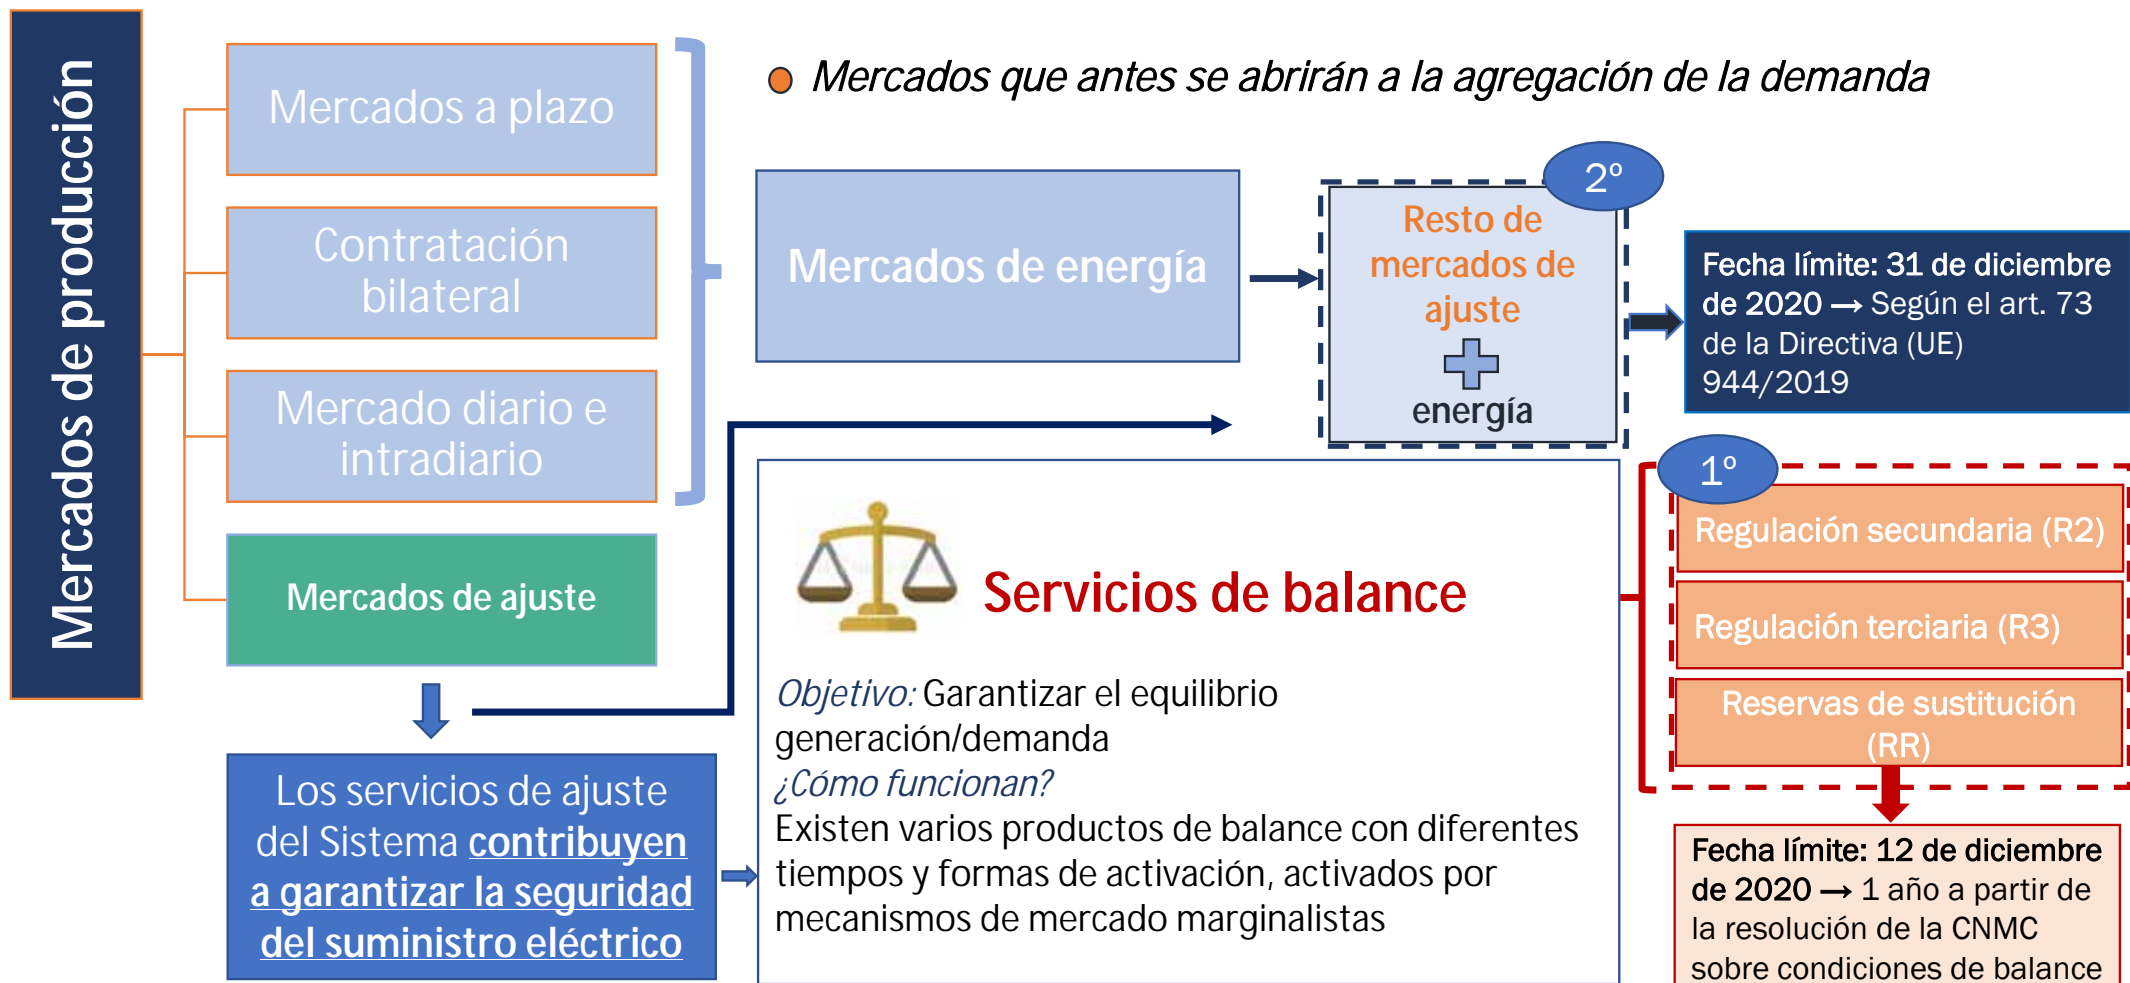 Mercados de producción
Mercados a plazo
Contratación
bilateral
Mercado diario e
intradiario
Mercados de ajuste
Los servicios de ajuste
del Sistema contribuyen
a garantizar la seguridad
del suministro eléctrico
Mercados que antes se abrirán a la agregación de la demanda
Mercados de energía
2º
Resto de
mercados de
ajuste
energía
Fecha límite: 31 de diciembre
de 2020 → Según el art. 73
de la Directiva (UE)
944/2019
Servicios de balance
Objetivo: Garantizar el equilibrio
generación/demanda
¿Cómo funcionan?
Existen varios productos de balance con diferentes
tiempos y formas de activación, activados por
mecanismos de mercado marginalistas
1º
Regulación secundaria (R2)
Regulación terciaria (R3)
Reservas de sustitución
(RR)
Fecha límite: 12 de diciembre
de 2020 → 1 año a partir de
la resolución de la CNMC
sobre condiciones de balance